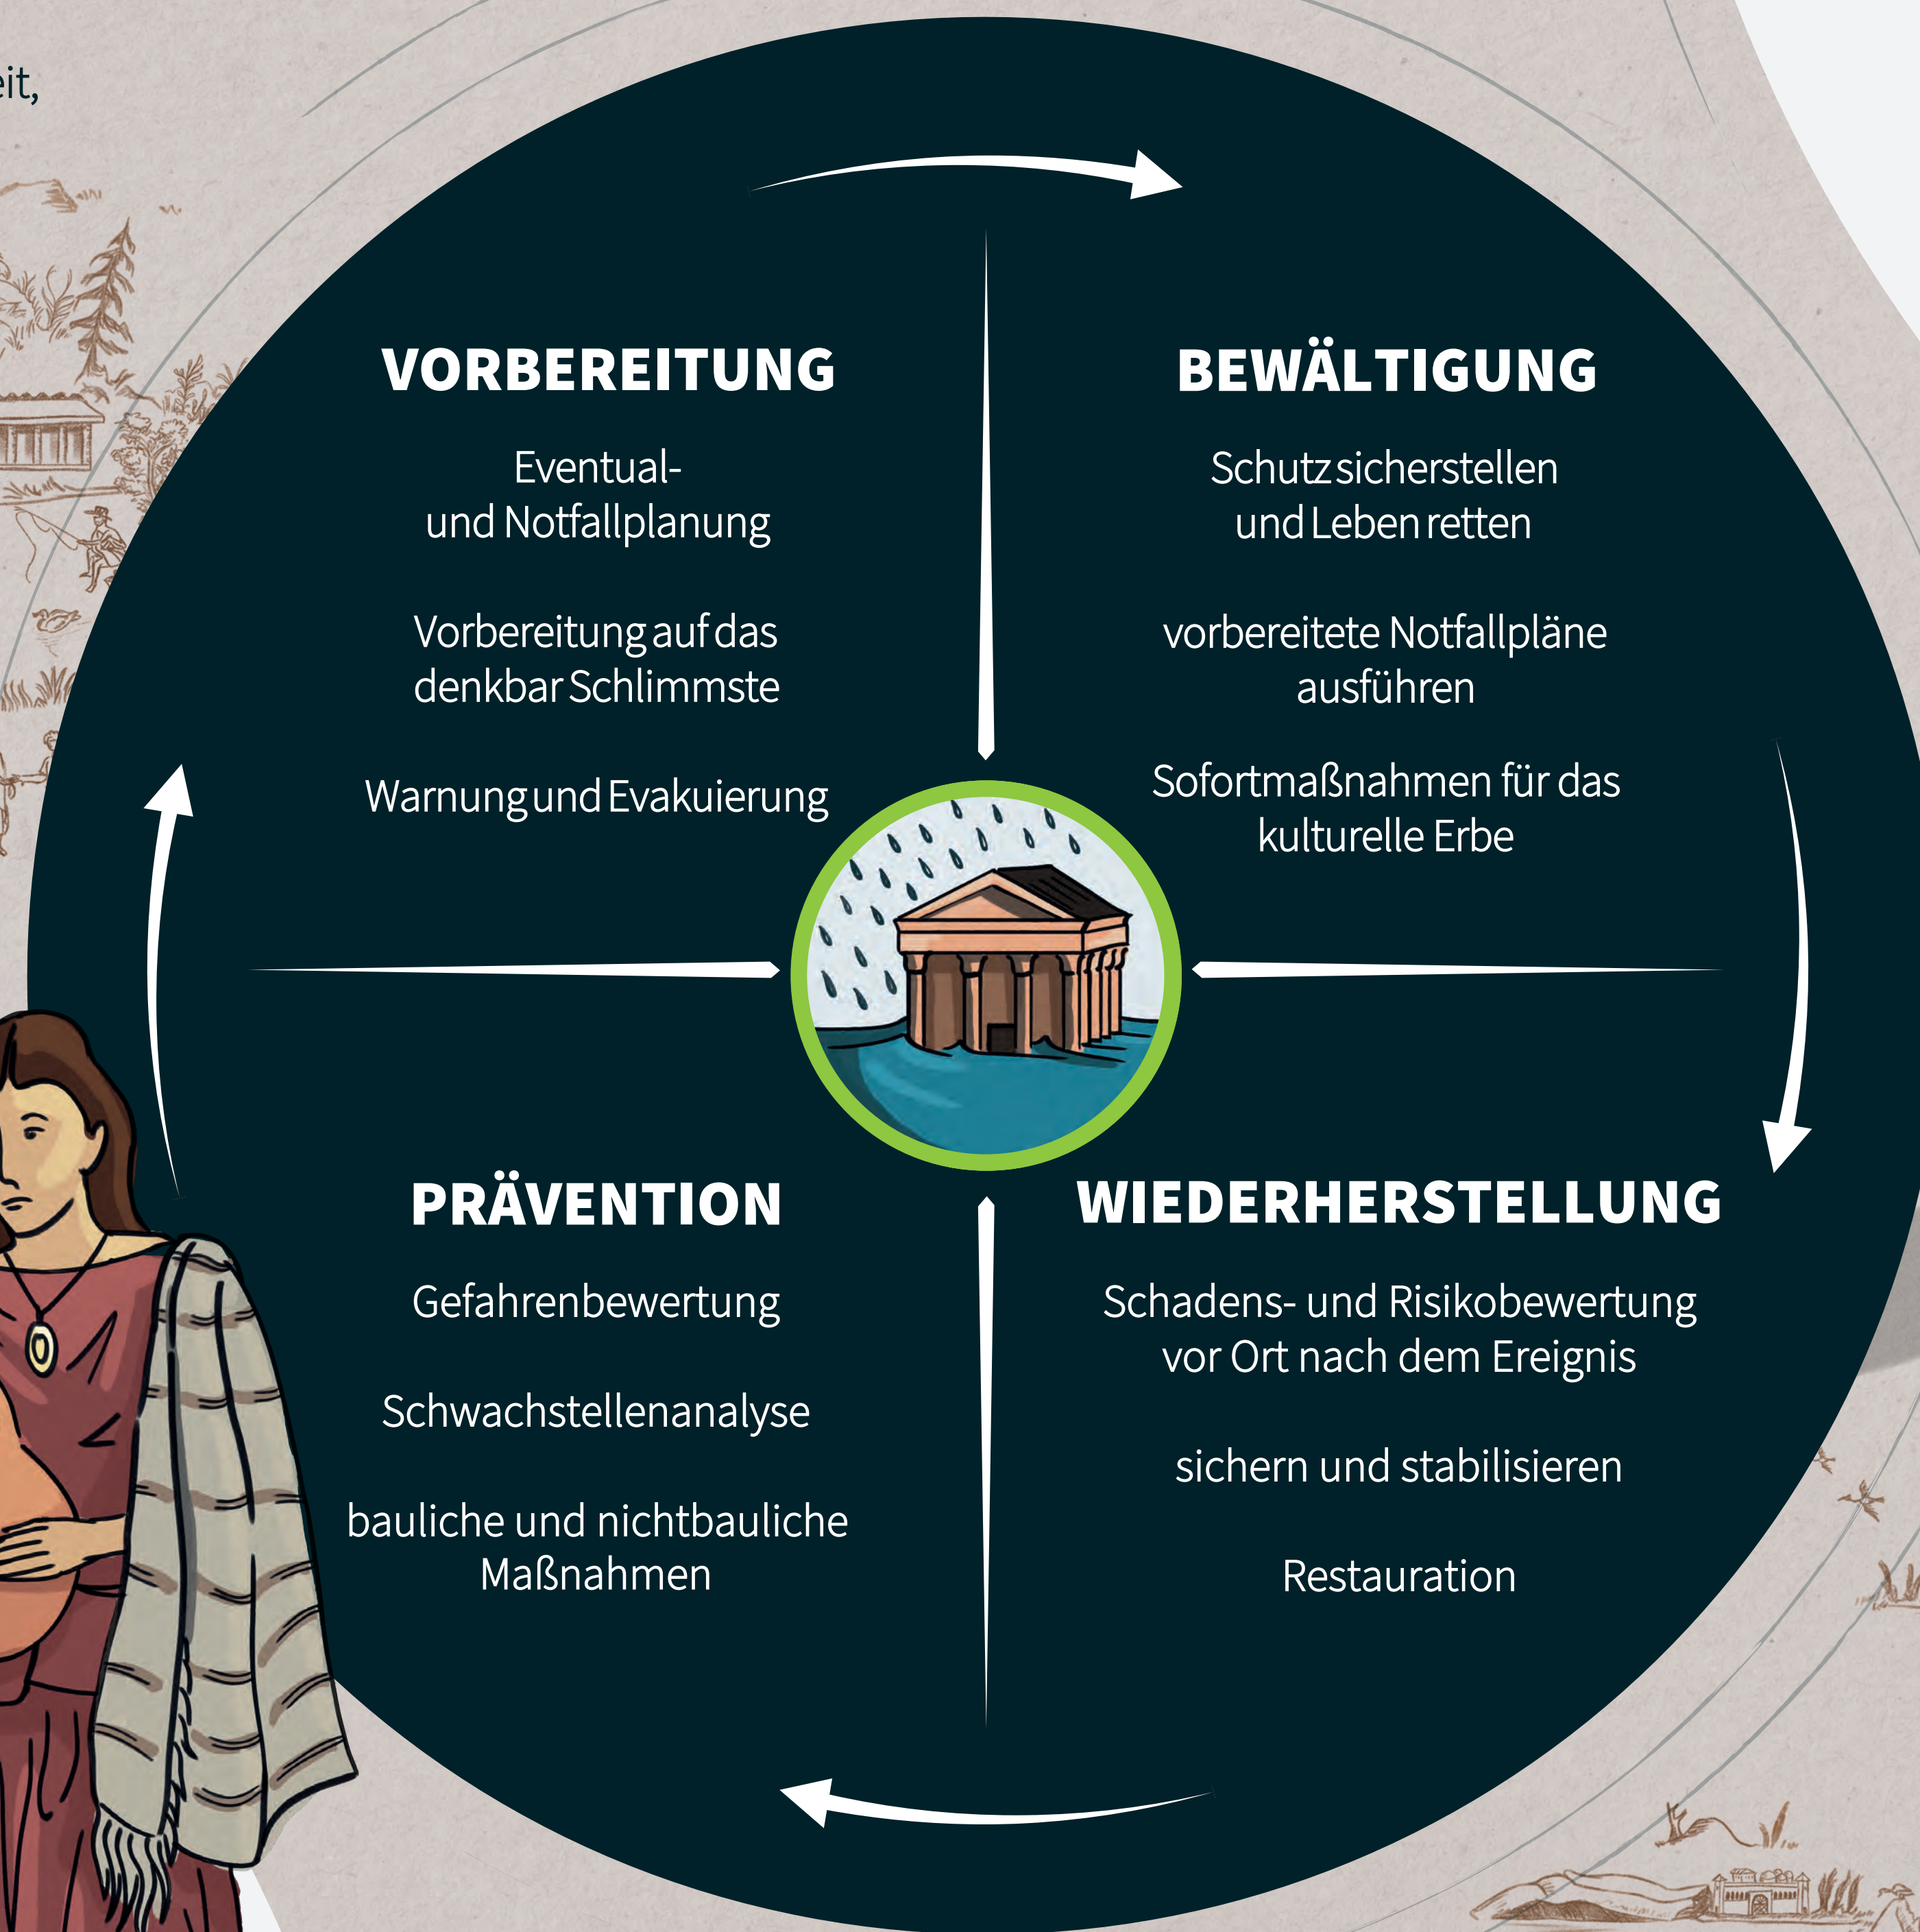 eit,
VORBEREITUNG
Eventual-
und Notfallplanung
Vorbereitung auf das
denkbar Schlimmste
Warnung und Evakuierung
BEWÄLTIGUNG
Schutz sicherstellen
und Leben retten
vorbereitete Notfallpläne
ausführen
Sofortmaßnahmen für das
kulturelle Erbe
PRÄVENTION
Gefahrenbewertung
Schwachstellenanalyse
bauliche und nichtbauliche
Maßnahmen
WIEDERHERSTELLUNG
Schadens- und Risikobewertung
vor Ort nach dem Ereignis
sichern und stabilisieren
Restauration